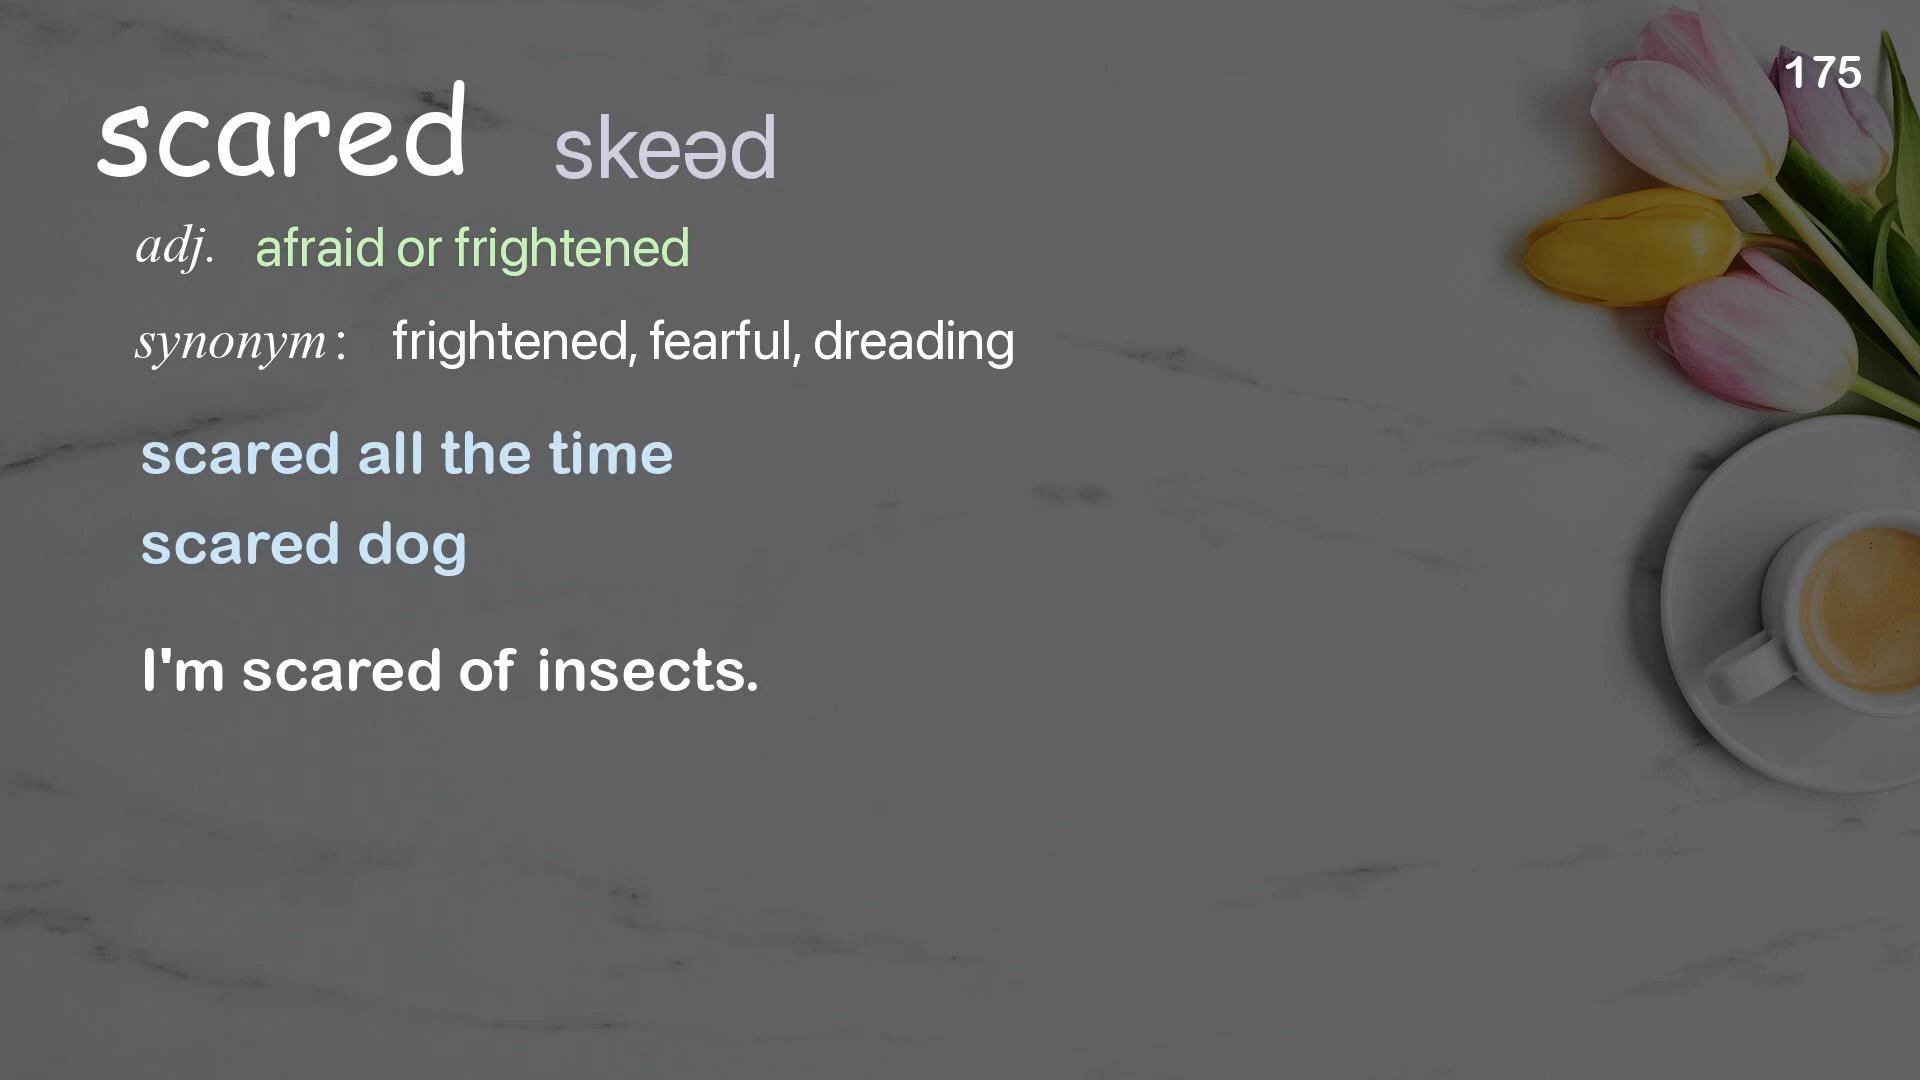 175
scared skeəd
adj. afraid or frightened
synonym: frightened, fearful, dreading
scared all the time
scared dog
I'm scared of insects.